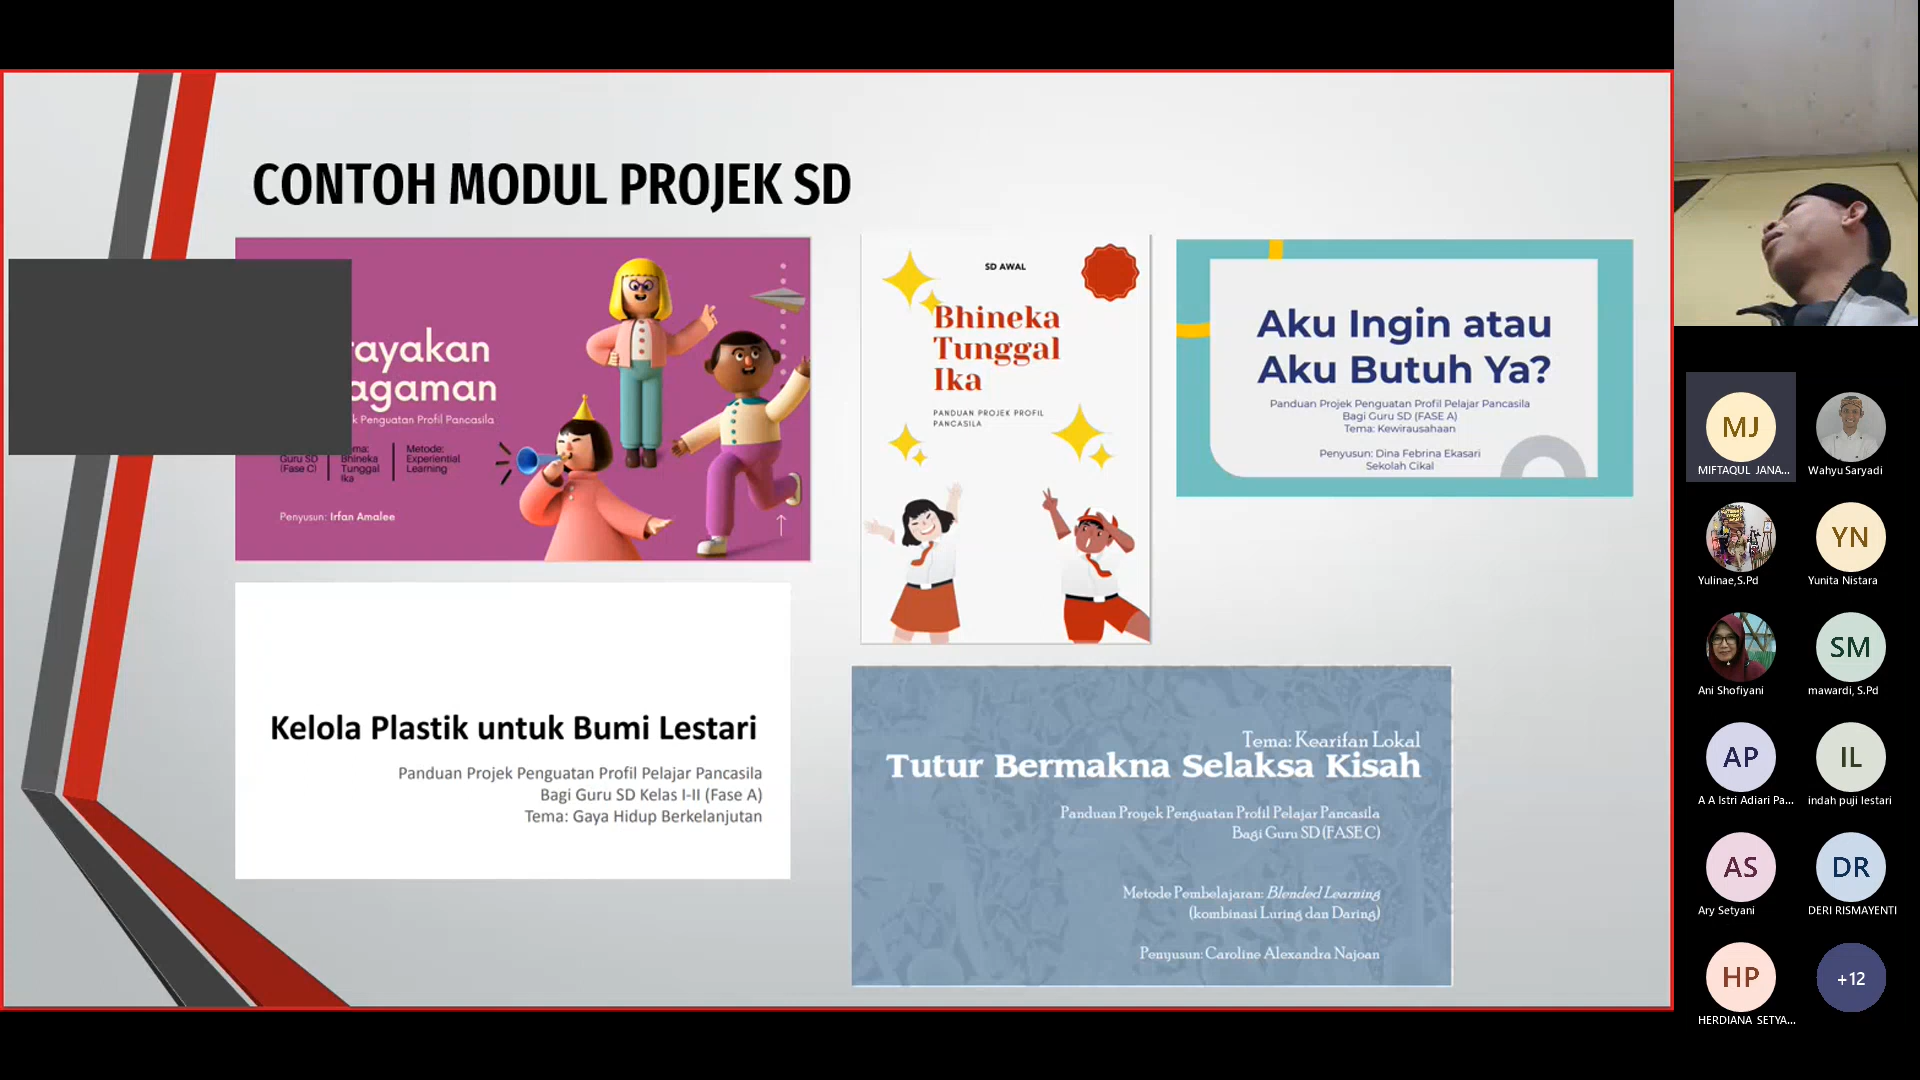 CONTOH MODUL PROJEK SD
rayakan
agaman
k Penguatan Profil Pancasila
Guru SD
(Fase C)
ma:
Bhineka
Tunggal
Ika
Metode:
Experiential
Learning
Penyusun: Irfan Amalee
SD AWAL
Bhineka
Tunggal
Ika
PANDUAN PROJEK PROFIL
PANCASILA
Aku Ingin atau
Aku Butuh Ya?
Panduan Projek Penguatan Profil Pelajar Pancasila
Bagi Guru SD (FASE A)
Tema: Kewirausahaan
Penyusun: Dina Febrina Ekasari
Sekolah Cikal
Kelola Plastik untuk Bumi Lestari
Panduan Projek Penguatan Profil Pelajar Pancasila
Bagi Guru SD Kelas I-II (Fase A)
Tema: Gaya Hidup Berkelanjutan
Tema: Kearifan Lokal
Tutur Bermakna Selaksa Kisah
Panduan Proyek Penguatan Profil Pelajar Pancasila
Bagi Guru SD (FASE C)
Metode Pembelajaran: Blended Learning
(kombinasi Luring dan Daring)
Penyusun: Caroline Alexandra Najoan
MJ
MIFTAQUL JANA...
Wahyu Saryadi
Yulinae,S.Pd
YN
Yunita Nistara
Ani Shofiyani
SM
mawardi, S.Pd
AP
A A Istri Adiari Pa...
IL
indah puji lestari
AS
Ary Setyani
DR
DERI RISMAYENTI
HP
HERDIANA SETYA...
+12